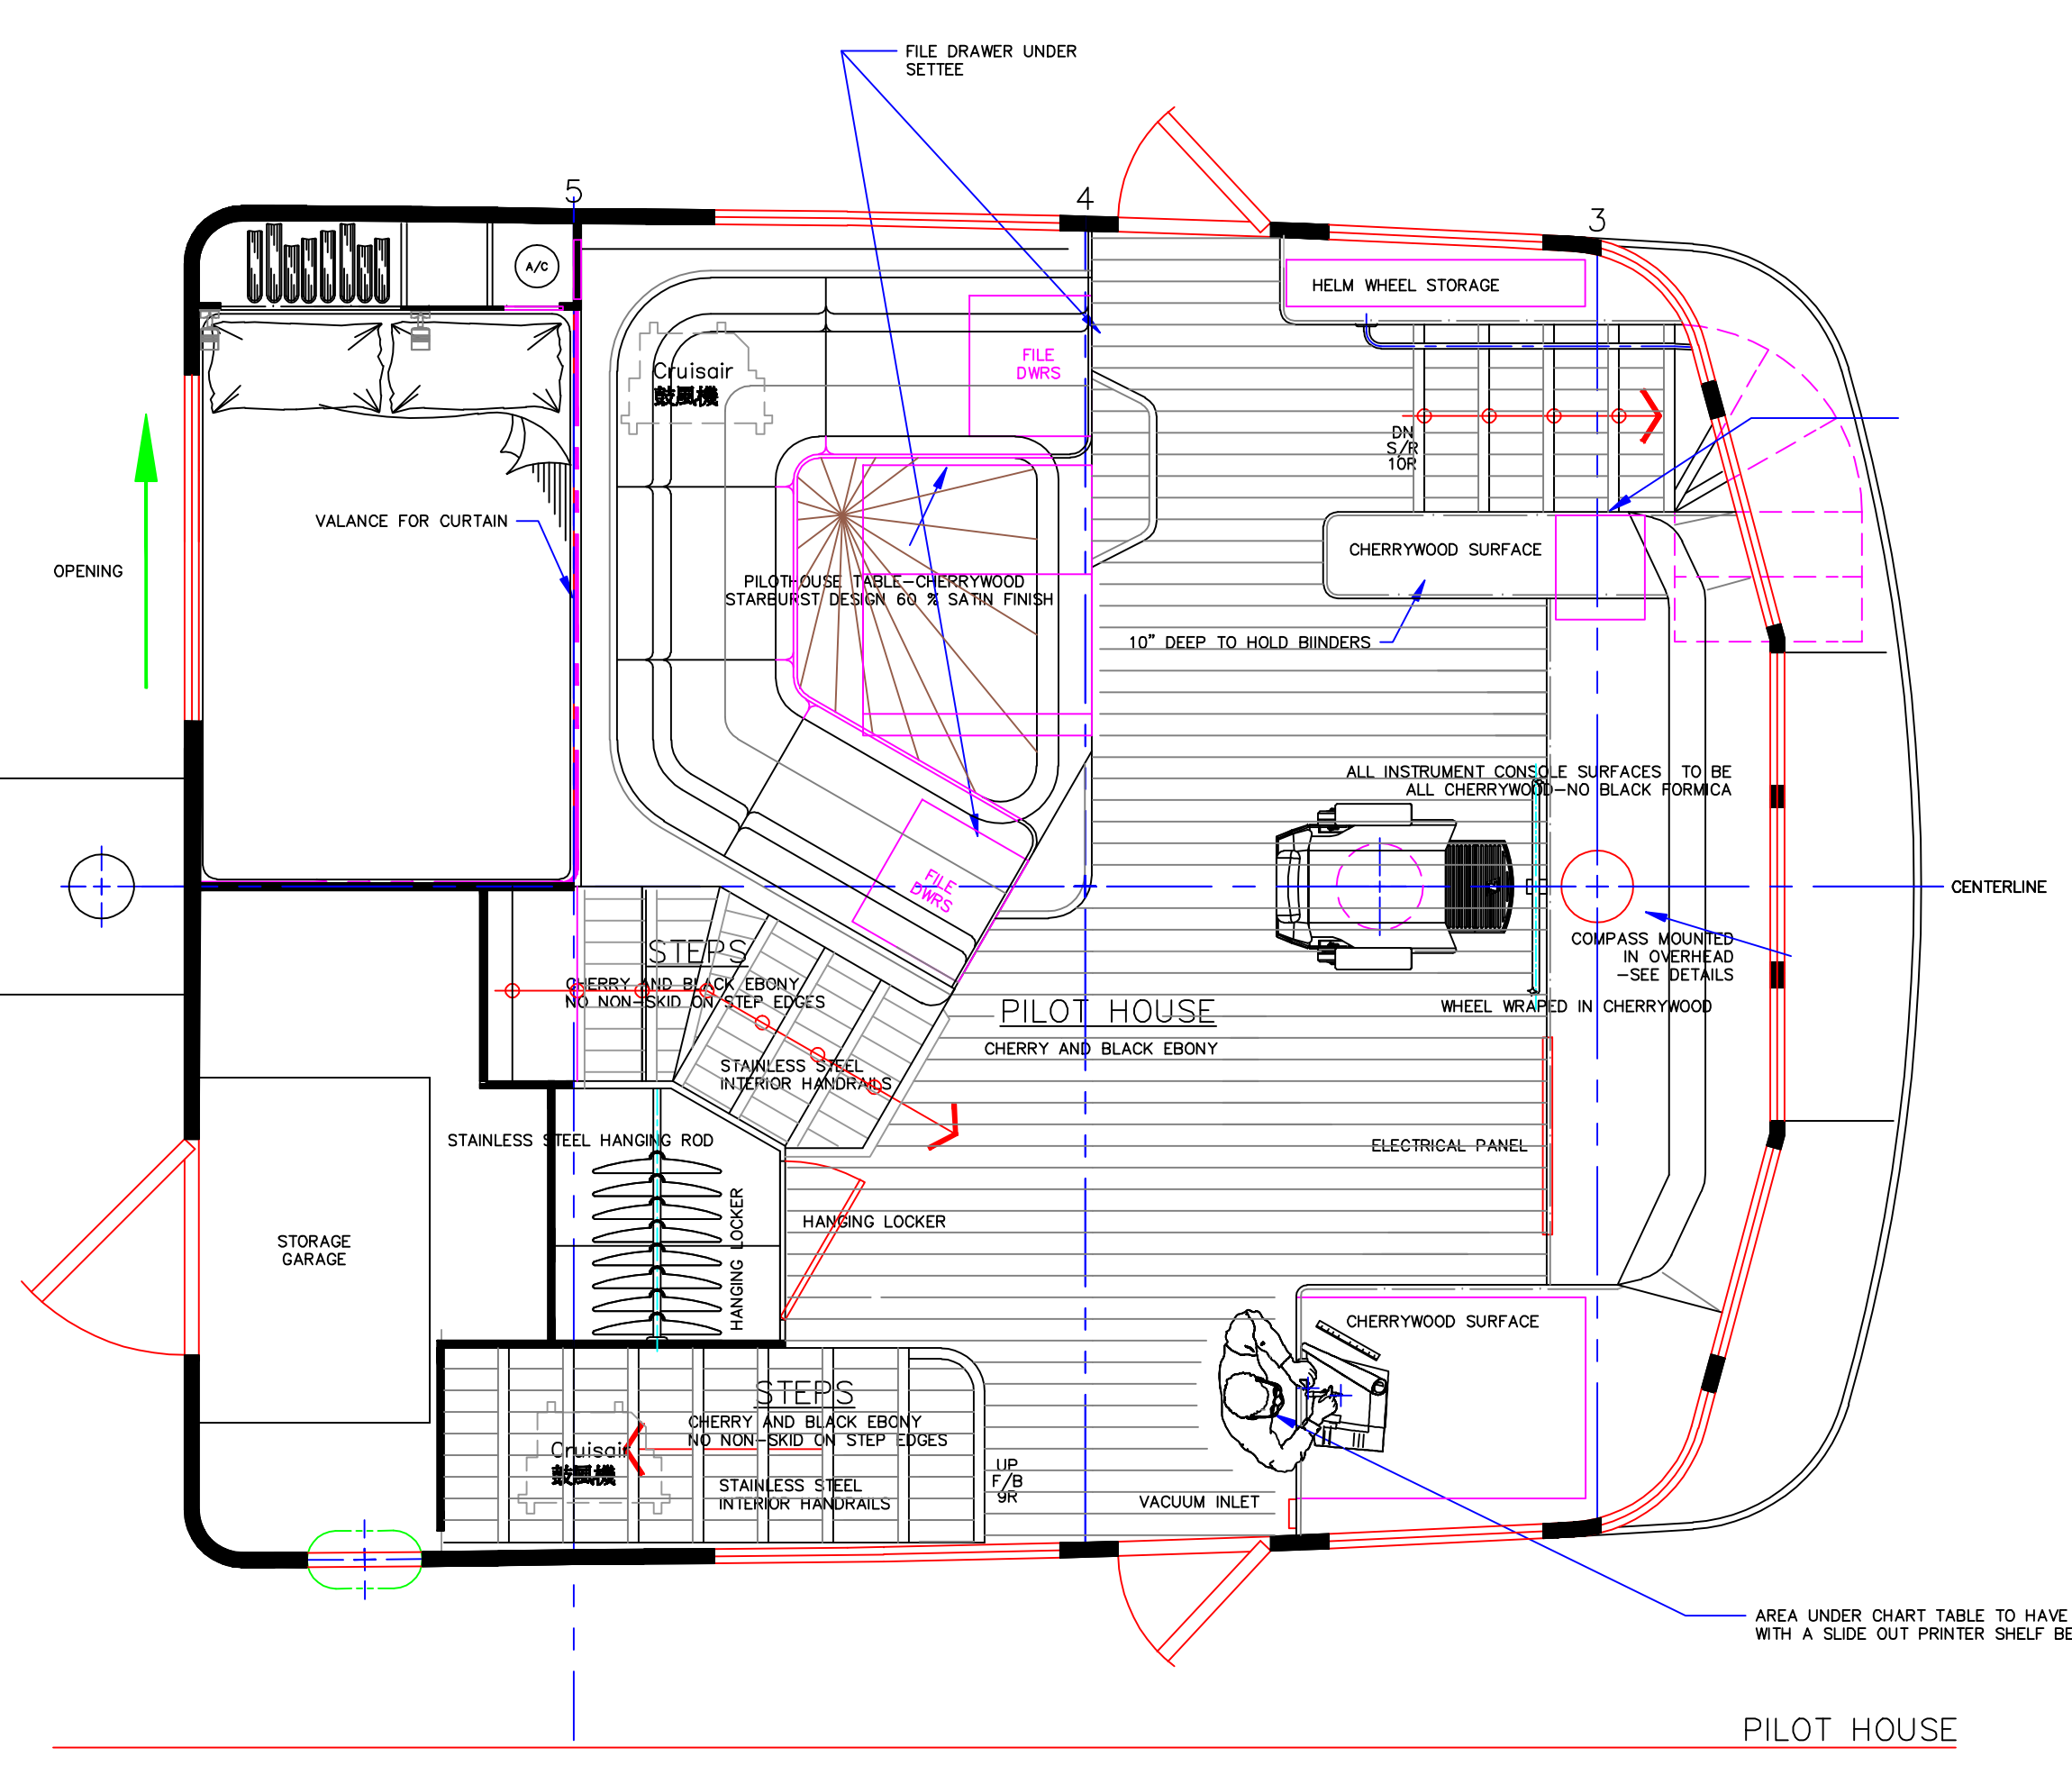 FILE DRAWER UNDER
SETTEE
5
4
3
A/C
HELM WHEEL STORAGE
Cruisair
鼓風機
FILE
DWRS
DN
S/R
10R
VALANCE FOR CURTAIN
OPENING
CHERRYWOOD SURFACE
PILOTHOUSE TABLE-CHERRYWOOD
STARBURST DESIGN 60 % SATIN FINISH
10" DEEP TO HOLD BIINDERS
ALL INSTRUMENT CONSOLE SURFACES TO BE
ALL CHERRYWOOD-NO BLACK FORMICA
FILE
DWRS
CENTERLINE
STEPS
CHERRY AND BLACK EBONY
NO NON-SKID ON STEP EDGES
COMPASS MOUNTED
IN OVERHEAD
-SEE DETAILS
WHEEL WRAPED IN CHERRYWOOD
PILOT HOUSE
CHERRY AND BLACK EBONY
STAINLESS STEEL
INTERIOR HANDRAILS
STAINLESS STEEL HANGING ROD
ELECTRICAL PANEL
HANGING LOCKER
HANGING LOCKER
STORAGE
GARAGE
CHERRYWOOD SURFACE
STEPS
CHERRY AND BLACK EBONY
NO NON-SKID ON STEP EDGES
Cruisair
鼓風機
STAINLESS STEEL
INTERIOR HANDRAILS
UP
F/B
9R
VACUUM INLET
AREA UNDER CHART TABLE TO HAVE
WITH A SLIDE OUT PRINTER SHELF BE
PILOT HOUSE